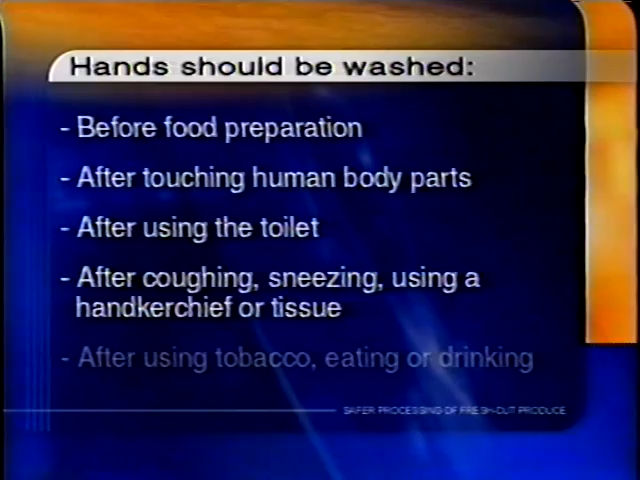 Hands should be washed:
- Before food preparation
- After touching human body parts
- After using the toilet
- After coughing, sneezing, using a
handkerchief or tissue
- After using tobacco, eating or drinking
SAFER PROCESSING OF FRESH-CUT PRODUCE